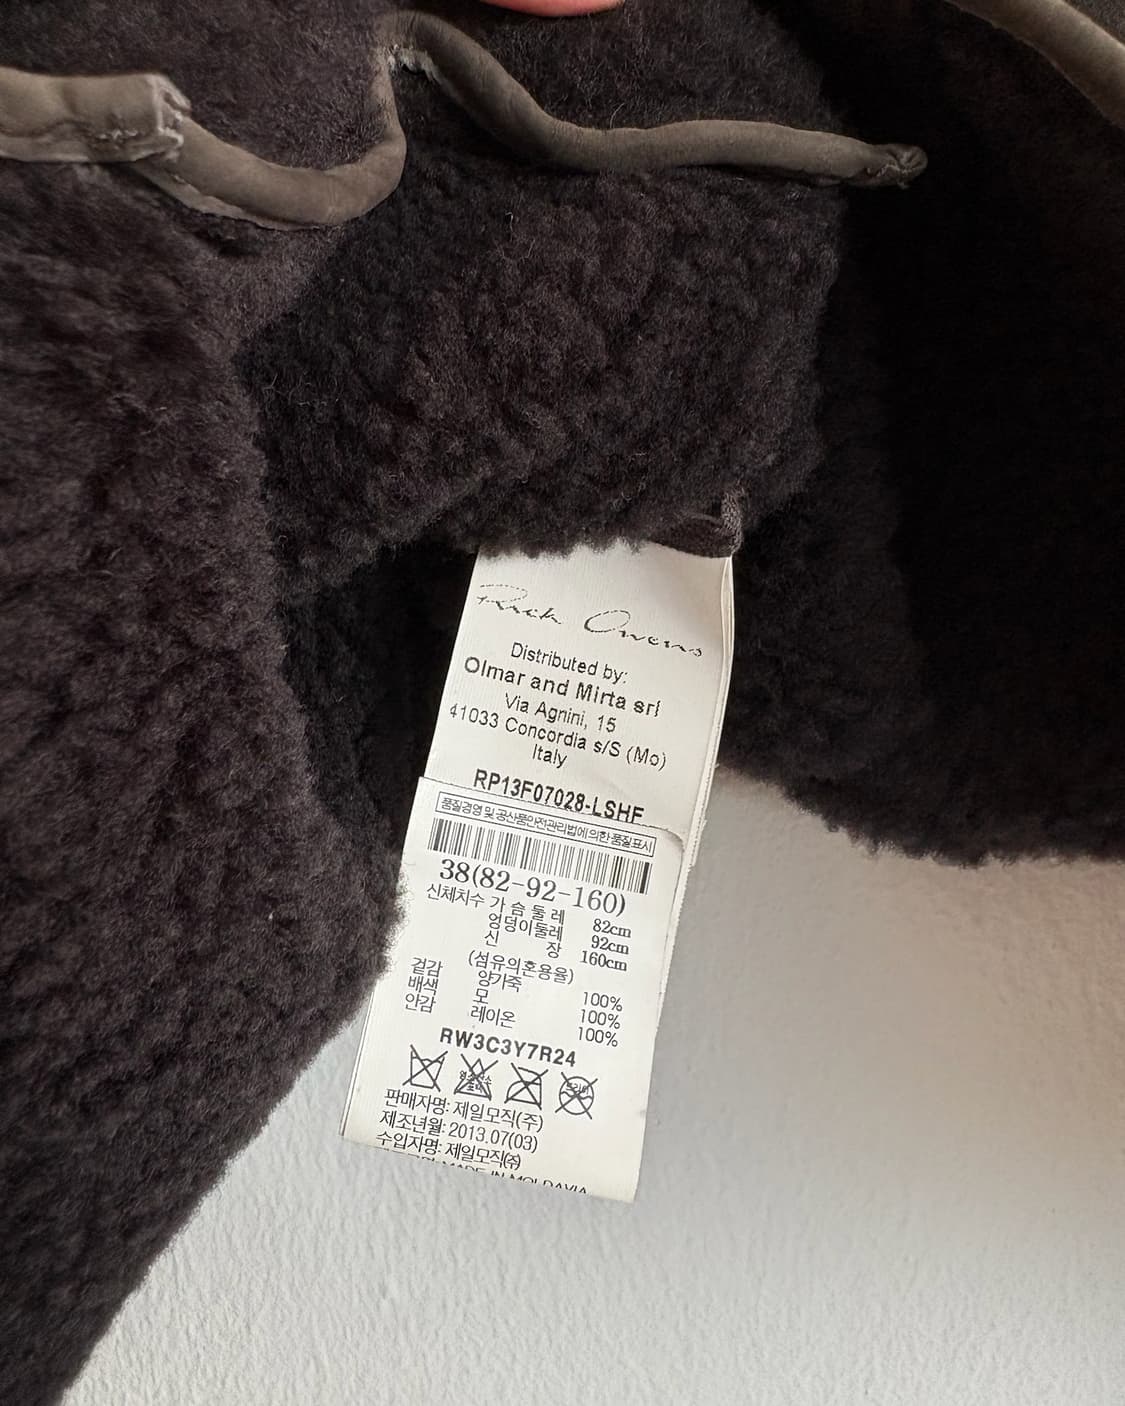 Rick Owens
Distributed by:
Olmar and Mirta srl
Via Agnini, 15
41033 Concordia s/S (Mo)
Italy
RP13F07028-LSHF
품질경영 및 공산품안전관리법에 의한 품질표시
38(82-92-160)
신체치수 가 슴 둘 레 82cm
엉덩이둘레 92cm
신 장 160cm
(섬유의혼용율)
겉감 양가죽 100%
배색 모 100%
안감 레이온 100%
RW3C3Y7R24
판매자명: 제일모직(주)
제조년월: 2013.07(03)
수입자명: 제일모직㈜
MADE IN MOLDAVIA